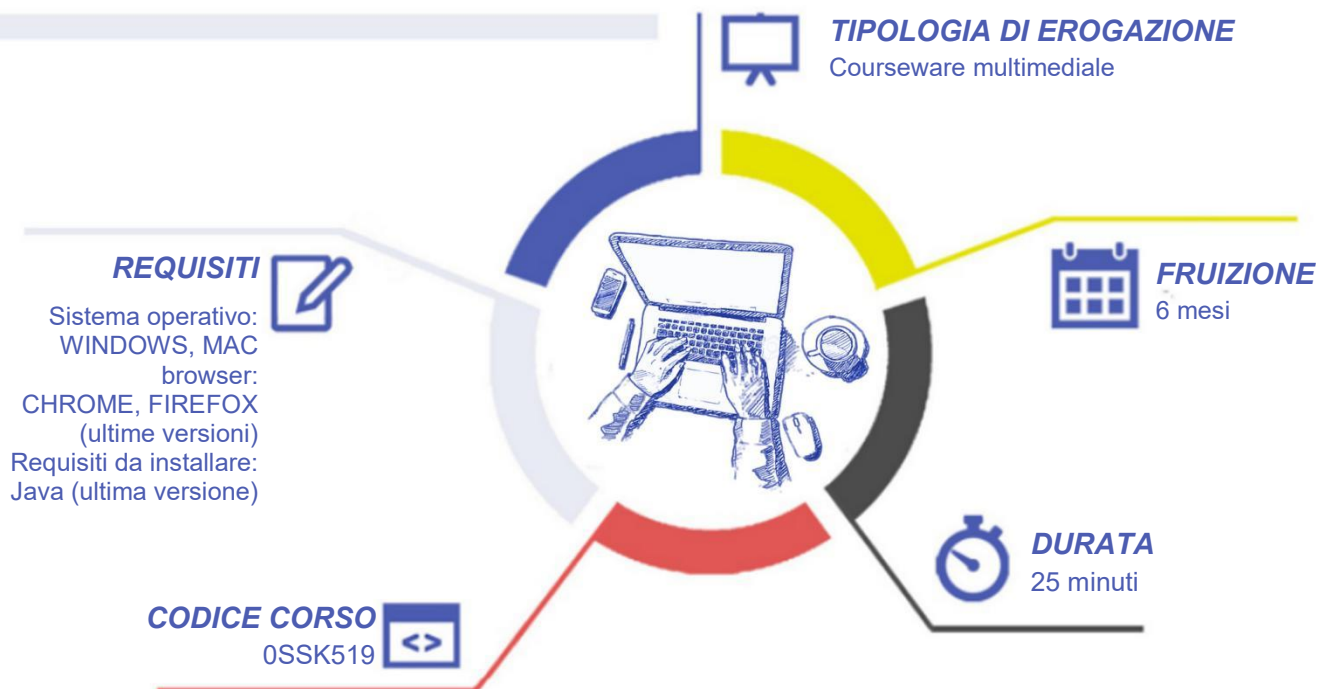 TIPOLOGIA DI EROGAZIONE
Courseware multimediale
REQUISITI
Sistema operativo:
WINDOWS, MAC
browser:
CHROME, FIREFOX
(ultime versioni)
Requisiti da installare:
Java (ultima versione)
FRUIZIONE
6 mesi
DURATA
25 minuti
CODICE CORSO
0SSK519